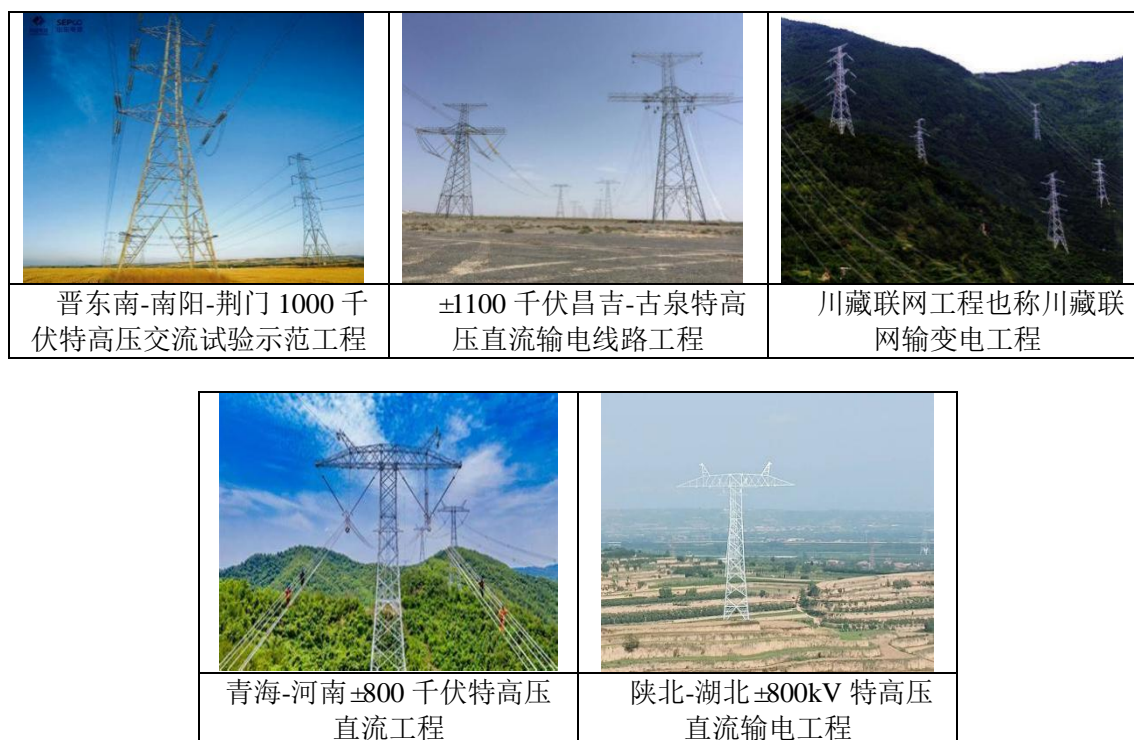 SEPCO
晋东南-南阳-荆门 1000 千
伏特高压交流试验示范工程
±1100 千伏昌吉-古泉特高
压直流输电线路工程
川藏联网工程也称川藏联
网输变电工程
青海-河南±800 千伏特高压
直流工程
陕北-湖北±800kV 特高压
直流输电工程